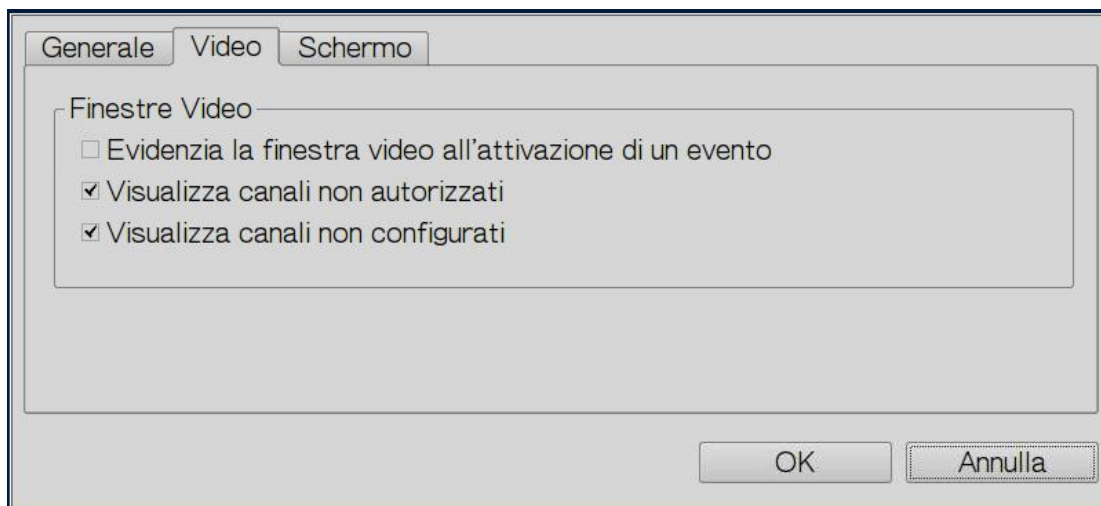 Generale Video Schermo
Finestre Video
Evidenzia la finestra video all'attivazione di un evento
Visualizza canali non autorizzati
Visualizza canali non configurati
OK Annulla